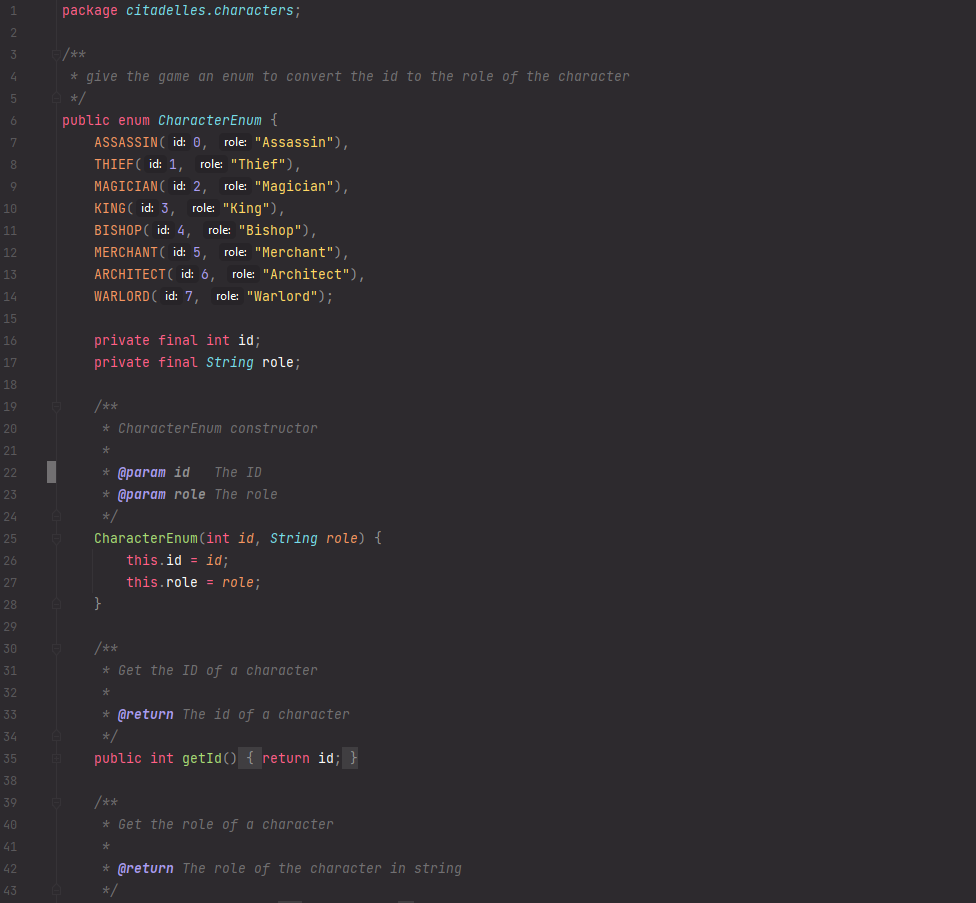 1 package citadelles.characters;
2
3 /**
4 * give the game an enum to convert the id to the role of the character
5 */
6 public enum CharacterEnum {
7 ASSASSIN( id: 0, role: "Assassin"),
8 THIEF( id: 1, role: "Thief"),
9 MAGICIAN( id: 2, role: "Magician"),
10 KING( id: 3, role: "King"),
11 BISHOP( id: 4, role: "Bishop"),
12 MERCHANT( id: 5, role: "Merchant"),
13 ARCHITECT( id: 6, role: "Architect"),
14 WARLORD( id: 7, role: "Warlord");
15
16 private final int id;
17 private final String role;
18
19 /**
20 * CharacterEnum constructor
21 *
22 * @param id The ID
23 * @param role The role
24 */
25 CharacterEnum(int id, String role) {
26 this.id = id;
27 this.role = role;
28 }
29
30 /**
31 * Get the ID of a character
32 *
33 * @return The id of a character
34 */
35 public int getId() { return id; }
38
39 /**
40 * Get the role of a character
41 *
42 * @return The role of the character in string
43 */